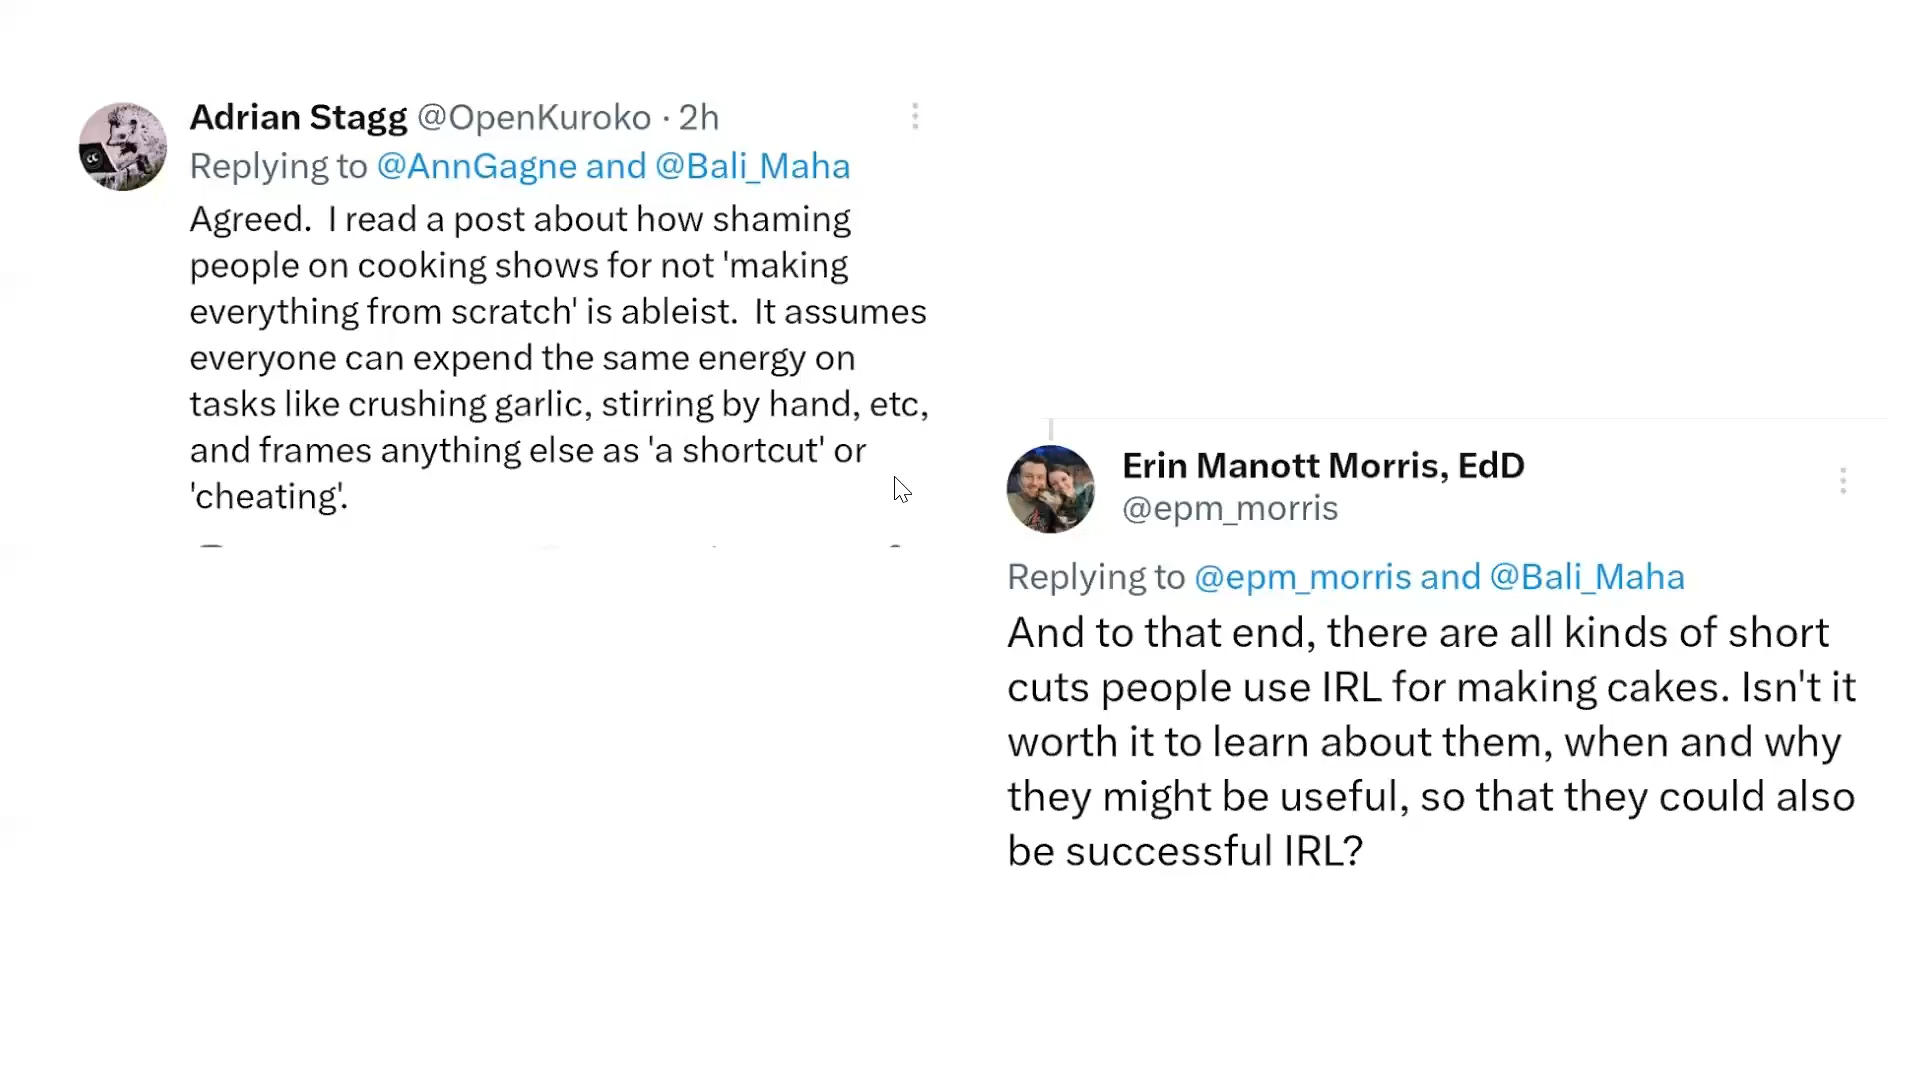 Adrian Stagg @OpenKuroko · 2h
Replying to @AnnGagne and @Bali_Maha
Agreed.  I read a post about how shaming
people on cooking shows for not 'making
everything from scratch' is ableist.  It assumes
everyone can expend the same energy on
tasks like crushing garlic, stirring by hand, etc,
and frames anything else as 'a shortcut' or
'cheating'.
Erin Manott Morris, EdD
@epm_morris
Replying to @epm_morris and @Bali_Maha
And to that end, there are all kinds of short
cuts people use IRL for making cakes. Isn't it
worth it to learn about them, when and why
they might be useful, so that they could also
be successful IRL?